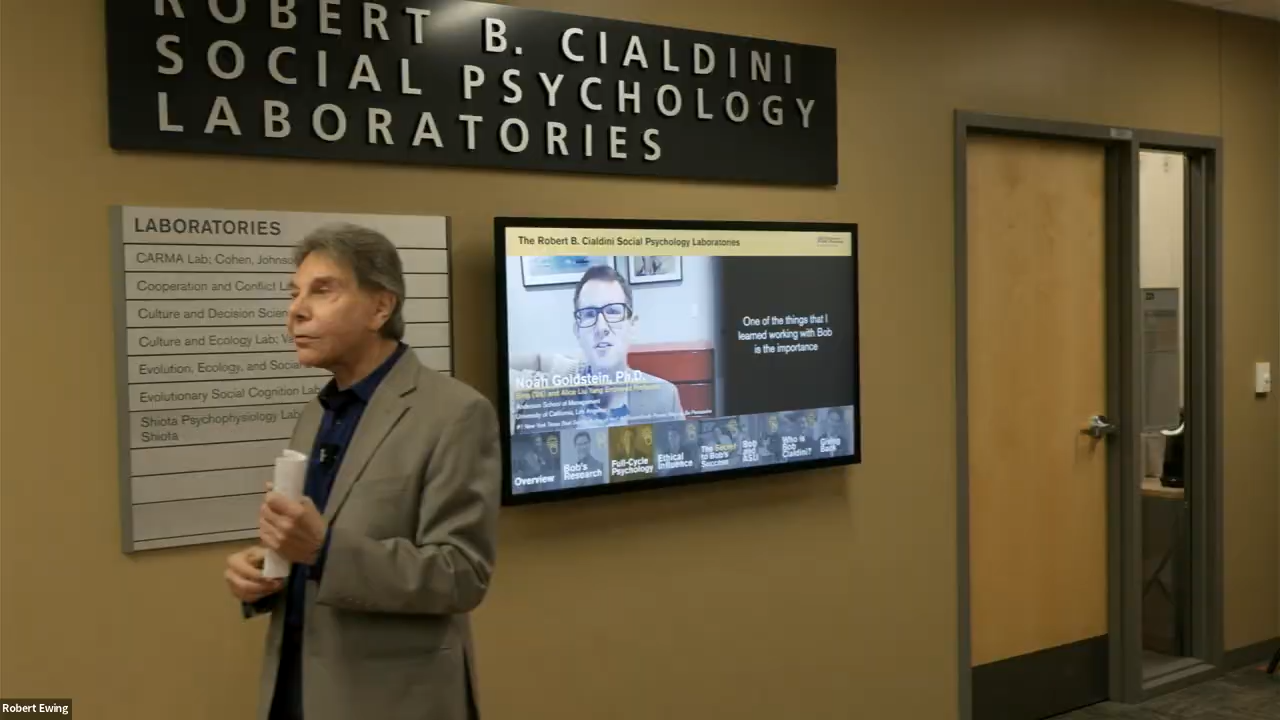 ROBERT B. CIALDINI
SOCIAL PSYCHOLOGY
LABORATORIES
LABORATORIES
CARMA Lab; Cohen, Johnso
Cooperation and Conflict L
Culture and Decision Scien
Culture and Ecology Lab; Va
Evolution, Ecology, and Social
Evolutionary Social Cognition Lab
Shiota Psychophysiology Lab
Shiota
The Robert B. Cialdini Social Psychology Laboratories
One of the things that I
learned working with Bob
is the importance
Noah Goldstein, Ph.D.
Anderson School of Management
University of California, Los Angeles
Overview
Bob's
Research
Full-Cycle
Psychology
Ethical
Influence
The Secret
to Bob's
Success
Bob
and
ASU
Who is
Bob
Cialdini?
Giving
Back
Robert Ewing